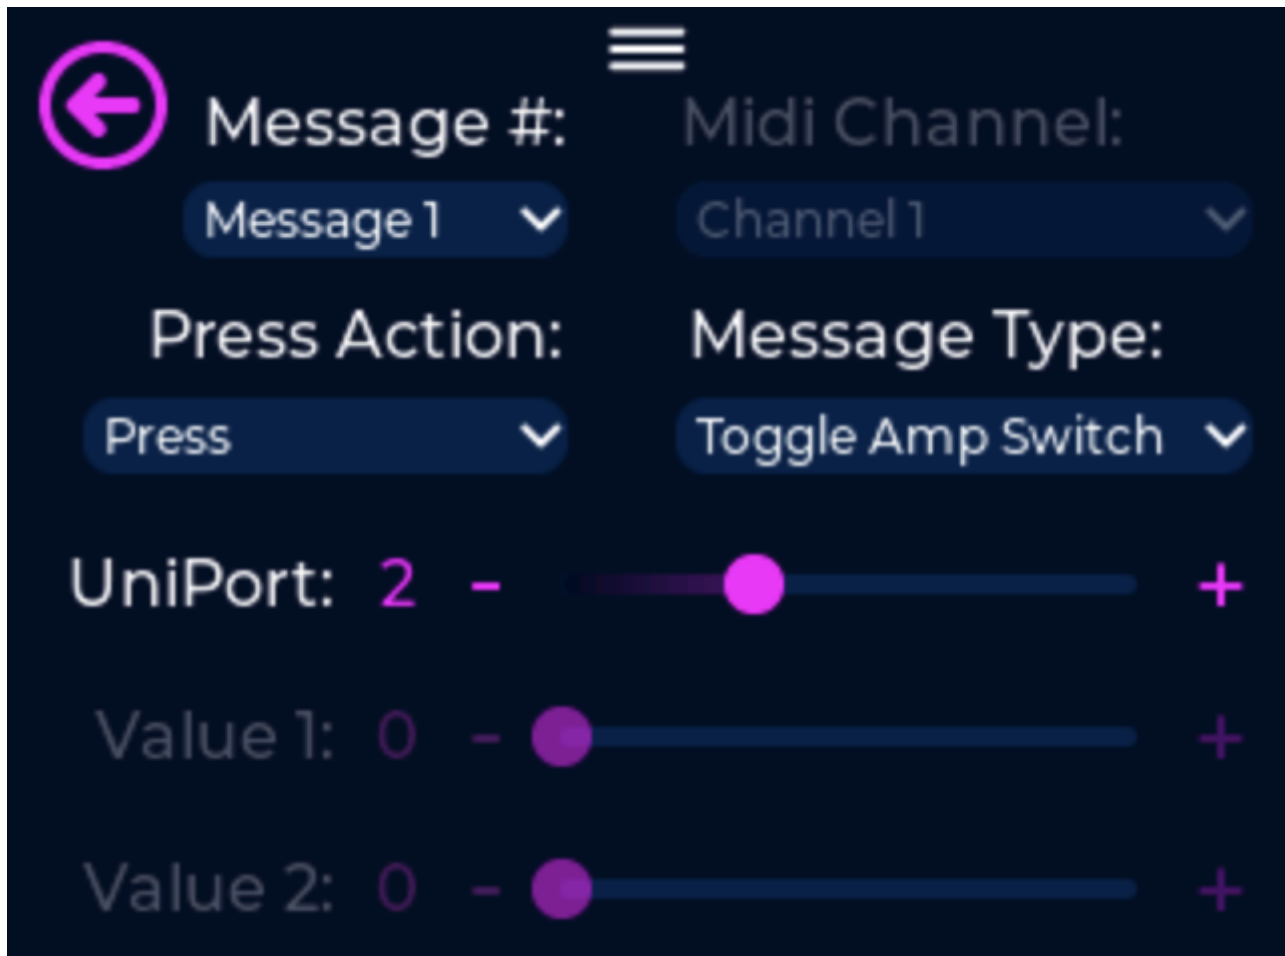 Message #:
Midi Channel:
Message 1
Channel 1
Press Action:
Message Type:
Press
Toggle Amp Switch
UniPort: 2 - +
Value 1: 0 - +
Value 2: 0 - +